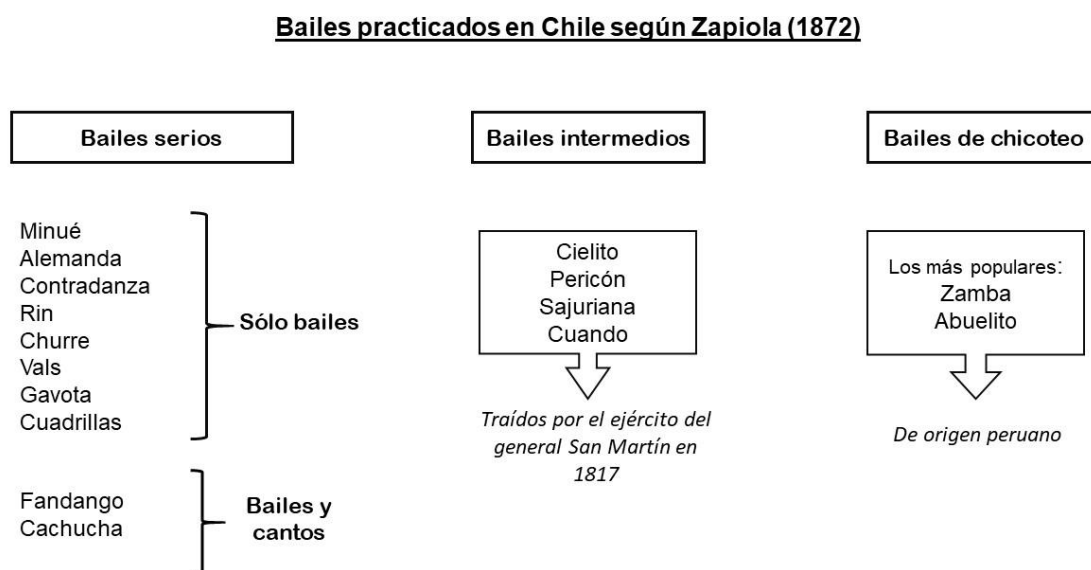 Bailes practicados en Chile según Zapiola (1872)
Bailes serios
Minué
Alemanda
Contradanza
Rin
Churre
Vals
Gavota
Cuadrillas
Sólo bailes
Fandango
Cachucha
Bailes y
cantos
Bailes intermedios
Cielito
Pericón
Sajuriana
Cuando
Traídos por el ejército del
general San Martín en
1817
Bailes de chicoteo
Los más populares:
Zamba
Abuelito
De origen peruano